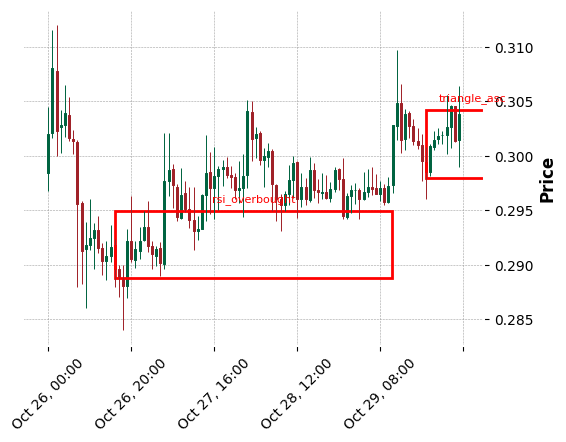 0.310
triangle_asc
0.305
0.300
Price
rsi_overbought
0.295
0.290
0.285
Oct 26, 00:00
Oct 26, 20:00
Oct 27, 16:00
Oct 28, 12:00
Oct 29, 08:00